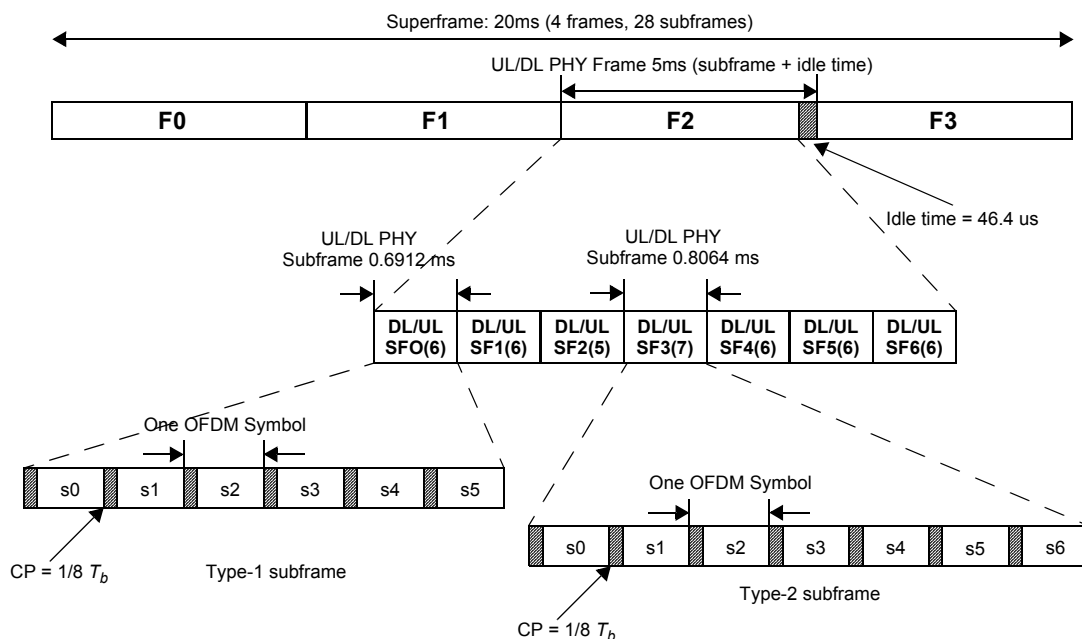 Superframe: 20ms (4 frames, 28 subframes)
UL/DL PHY Frame 5ms (subframe + idle time)
F0 F1 F2 F3
Idle time = 46.4 us
UL/DL PHY
Subframe 0.6912 ms
UL/DL PHY
Subframe 0.8064 ms
DL/UL DL/UL DL/UL DL/UL DL/UL DL/UL DL/UL
SFO(6) SF1(6) SF2(5) SF3(7) SF4(6) SF5(6) SF6(6)
One OFDM Symbol
s0 s1 s2 s3 s4 s5
One OFDM Symbol
s0 s1 s2 s3 s4 s5 s6
CP = 1/8 T_b
Type-1 subframe
Type-2 subframe
CP = 1/8 T_b